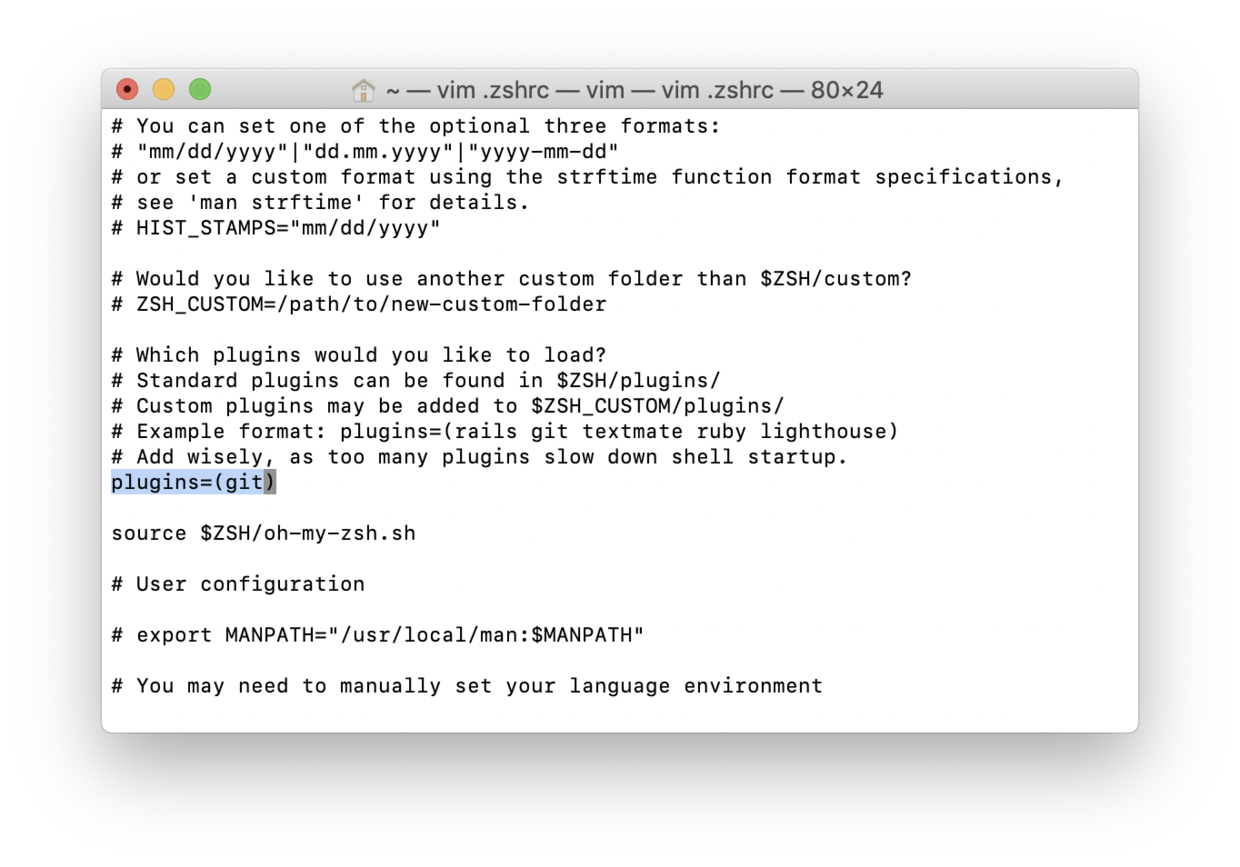 ~ — vim .zshrc — vim — vim .zshrc — 80×24
# You can set one of the optional three formats:
# "mm/dd/yyyy"|"dd.mm.yyyy"|"yyyy-mm-dd"
# or set a custom format using the strftime function format specifications,
# see 'man strftime' for details.
# HIST_STAMPS="mm/dd/yyyy"
# Would you like to use another custom folder than $ZSH/custom?
# ZSH_CUSTOM=/path/to/new-custom-folder
# Which plugins would you like to load?
# Standard plugins can be found in $ZSH/plugins/
# Custom plugins may be added to $ZSH_CUSTOM/plugins/
# Example format: plugins=(rails git textmate ruby lighthouse)
# Add wisely, as too many plugins slow down shell startup.
plugins=(git)
source $ZSH/oh-my-zsh.sh
# User configuration
# export MANPATH="/usr/local/man:$MANPATH"
# You may need to manually set your language environment